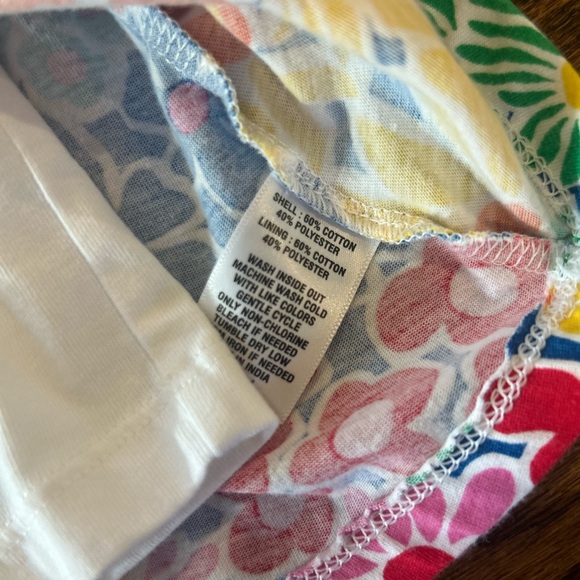 SHELL : 60% COTTON
40% POLYESTER
LINING : 60% COTTON
40% POLYESTER
WASH INSIDE OUT
MACHINE WASH COLD
WITH LIKE COLORS
GENTLE CYCLE
ONLY NON-CHLORINE
BLEACH IF NEEDED
TUMBLE DRY LOW
IRON IF NEEDED
IN INDIA